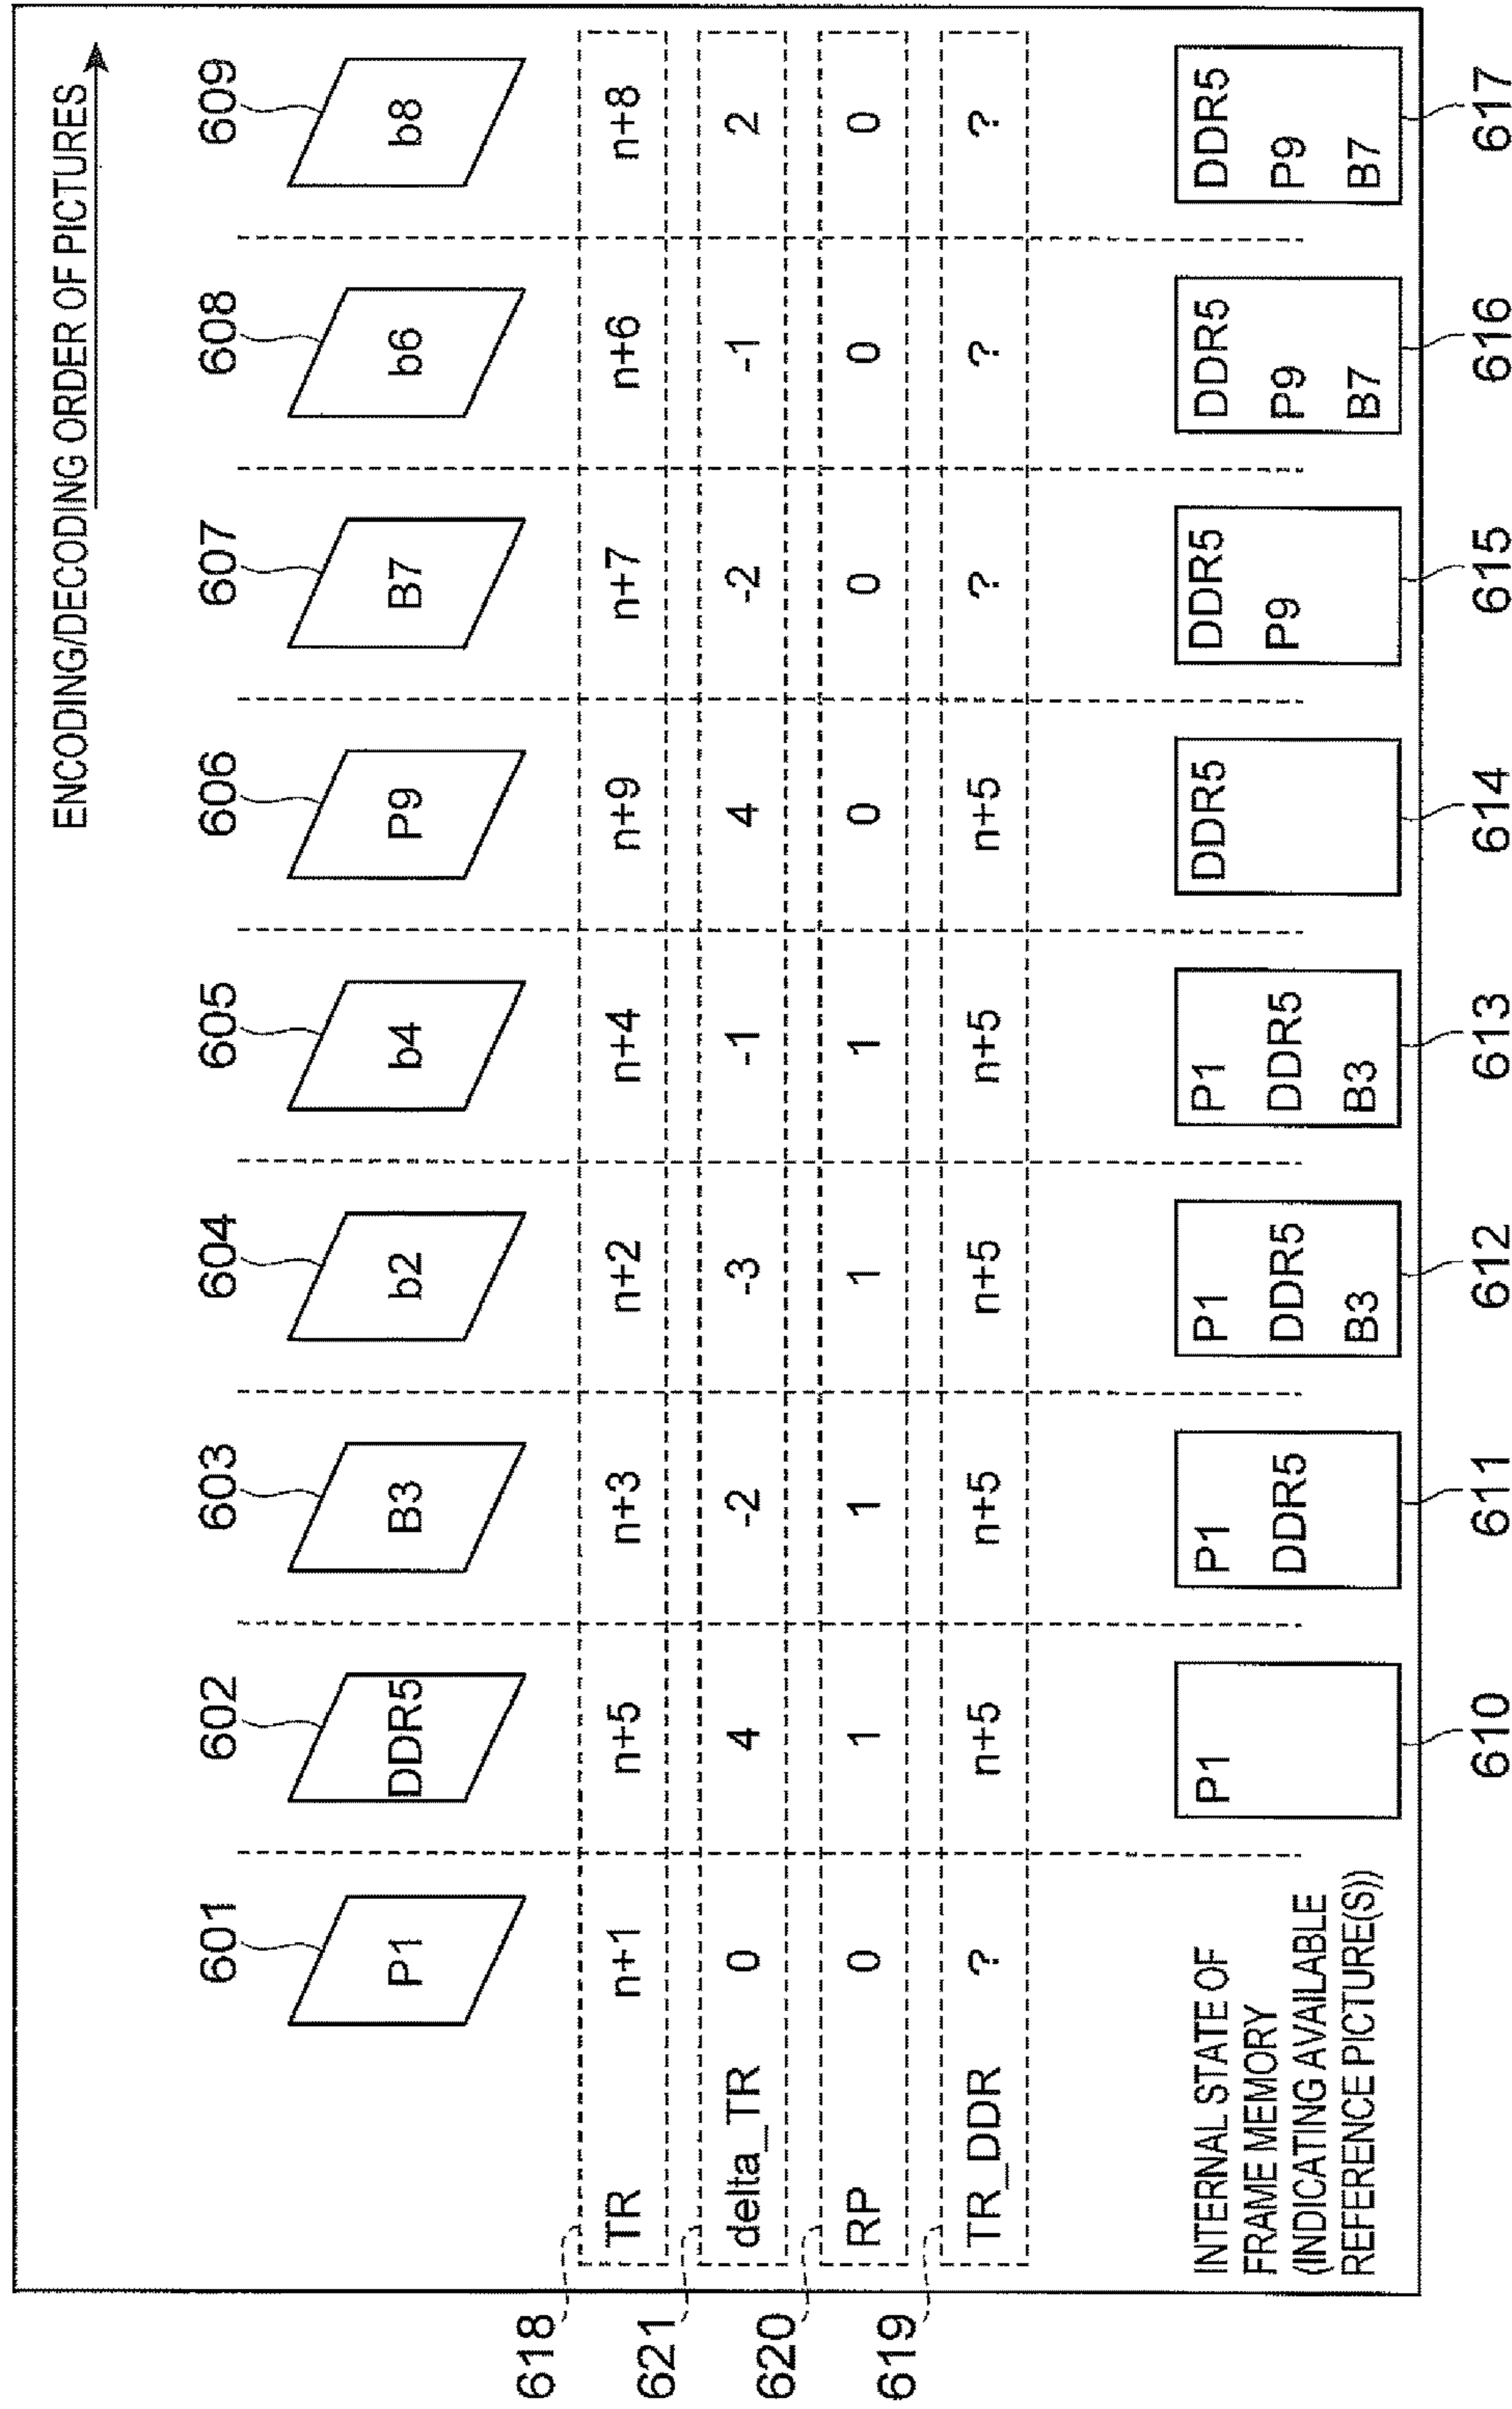 ENCODING/DECODING ORDER OF PICTURES
601 602 603 604 605 606 607 608 609
P1 DDR5 B3 b2 b4 P9 B7 b6 b8
618 TR n+1 n+5 n+3 n+2 n+4 n+9 n+7 n+6 n+8
621 delta_TR 0 4 -2 -3 -1 4 -2 -1 2
620 RP 0 1 1 1 1 0 0 0 0
619 TR_DDR ? n+5 n+5 n+5 n+5 n+5 ? ? ?
INTERNAL STATE OF
FRAME MEMORY
(INDICATING AVAILABLE
REFERENCE PICTURE(S))
P1
P1
DDR5
P1
DDR5
B3
P1
DDR5
B3
DDR5
DDR5
P9
DDR5
P9
B7
DDR5
P9
B7
610 611 612 613 614 615 616 617